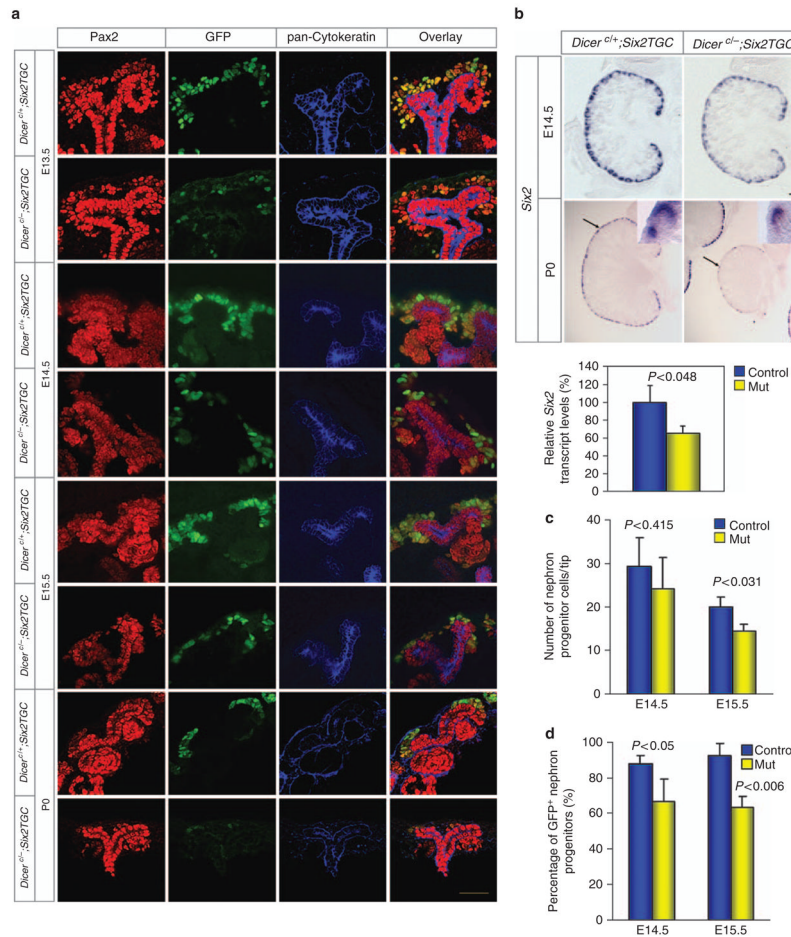 a
Pax2 GFP pan-Cytokeratin Overlay
E13.5
Dicer c/+;Six2TGC
Dicer c/–;Six2TGC
E14.5
Dicer c/+;Six2TGC
Dicer c/–;Six2TGC
E15.5
Dicer c/+;Six2TGC
Dicer c/–;Six2TGC
P0
Dicer c/+;Six2TGC
Dicer c/–;Six2TGC
b
Dicer c/+;Six2TGC Dicer c/–;Six2TGC
Six2
E14.5
P0
Relative Six2
transcript levels (%)
140
120
100
80
60
40
20
0
P<0.048
Control
Mut
c
Number of nephron
progenitor cells/tip
40
30
20
10
0
P<0.415
P<0.031
Control
Mut
E14.5 E15.5
d
Percentage of GFP+ nephron
progenitors (%)
100
80
60
40
20
0
P<0.05
P<0.006
Control
Mut
E14.5 E15.5